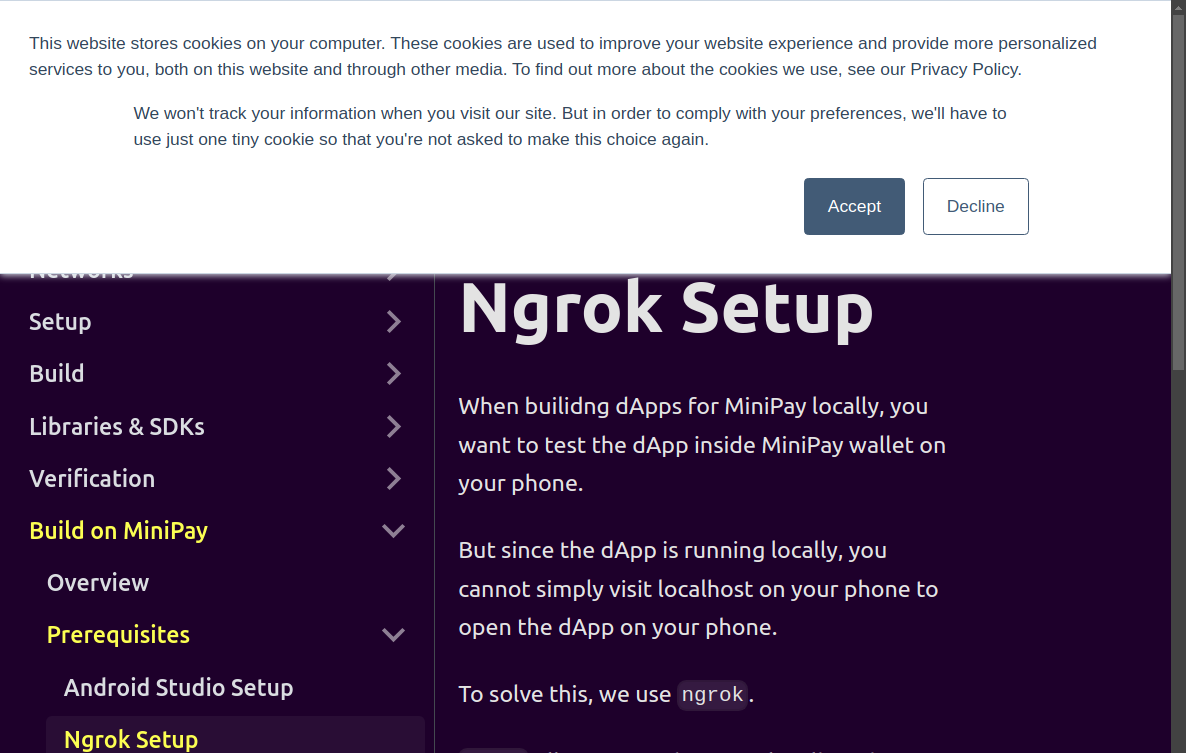 This website stores cookies on your computer. These cookies are used to improve your website experience and provide more personalized
services to you, both on this website and through other media. To find out more about the cookies we use, see our Privacy Policy.
We won't track your information when you visit our site. But in order to comply with your preferences, we'll have to
use just one tiny cookie so that you're not asked to make this choice again.
Accept
Decline
Networks
Setup
Build
Libraries & SDKs
Verification
Build on MiniPay
Overview
Prerequisites
Android Studio Setup
Ngrok Setup
Ngrok Setup
When builidng dApps for MiniPay locally, you
want to test the dApp inside MiniPay wallet on
your phone.
But since the dApp is running locally, you
cannot simply visit localhost on your phone to
open the dApp on your phone.
To solve this, we use ngrok.